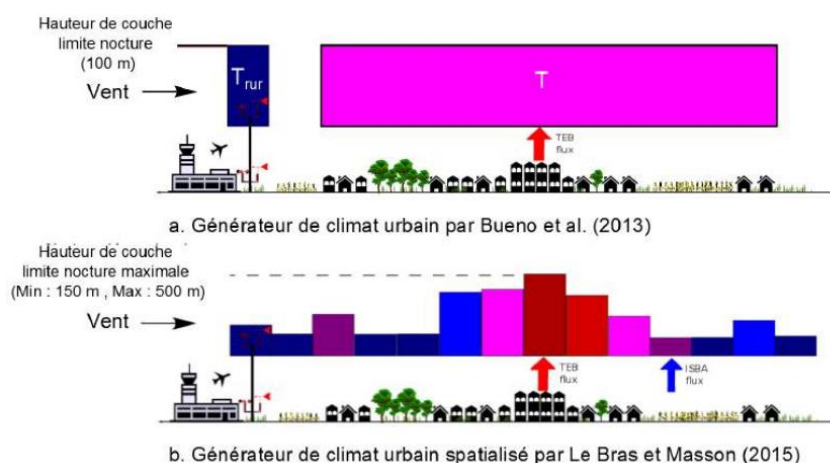 Hauteur de couche
limite nocture
(100 m)
Vent
Trur
T
TEB
flux
a. Générateur de climat urbain par Bueno et al. (2013)
Hauteur de couche
limite nocture maximale
(Min : 150 m , Max : 500 m)
Vent
TEB
flux
ISBA
flux
b. Générateur de climat urbain spatialisé par Le Bras et Masson (2015)